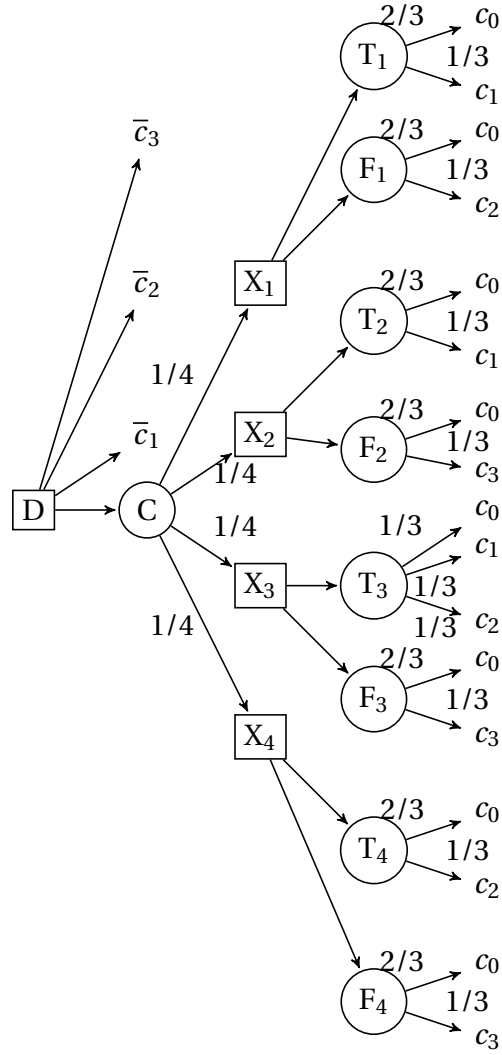 2/3 c₀
T₁ 1/3
c₁
2/3 c₀
F₁ 1/3
c₂
c̅₃
X₁
c̅₂
2/3 c₀
T₂ 1/3
c₁
1/4
2/3 c₀
F₂ 1/3
c₃
X₂
c̅₁
1/4
D
C
1/4
1/3 c₀
c₁
X₃ T₃ 1/3
1/3 c₂
1/4
2/3 c₀
F₃ 1/3
c₃
X₄
2/3 c₀
T₄ 1/3
c₂
2/3 c₀
F₄ 1/3
c₃